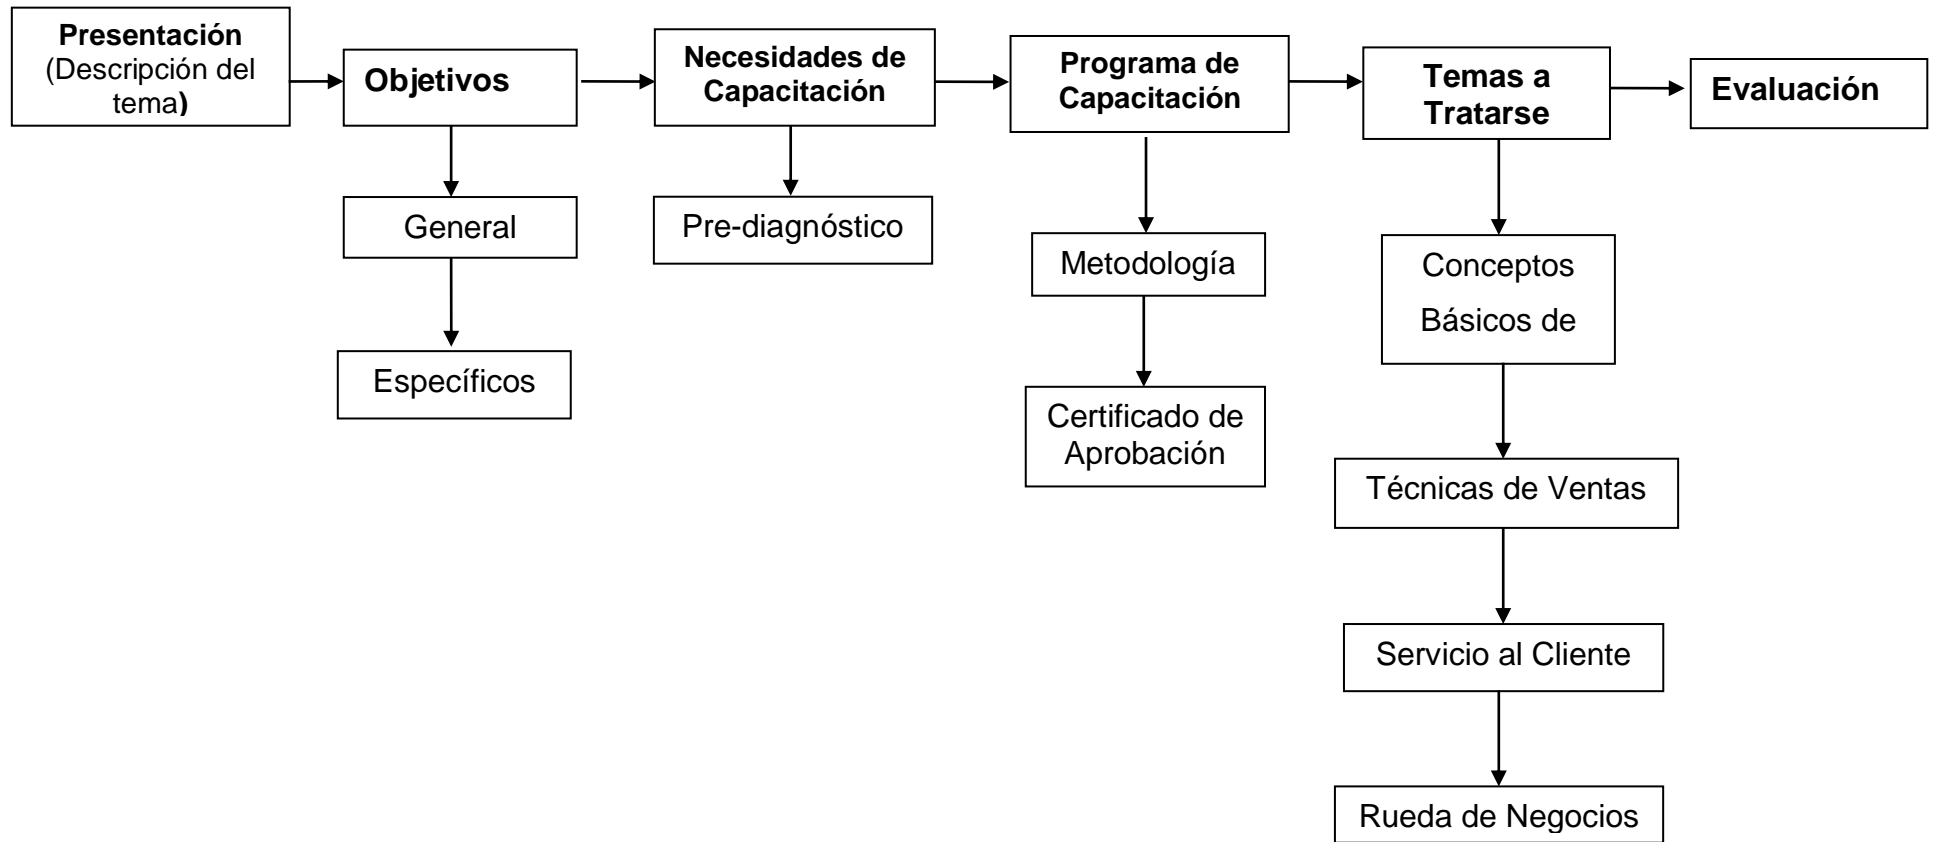 Presentación
(Descripción del
tema)
Objetivos
Necesidades de
Capacitación
Programa de
Capacitación
Temas a
Tratarse
Evaluación
General
Específicos
Pre-diagnóstico
Metodología
Certificado de
Aprobación
Conceptos
Básicos de
Técnicas de Ventas
Servicio al Cliente
Rueda de Negocios